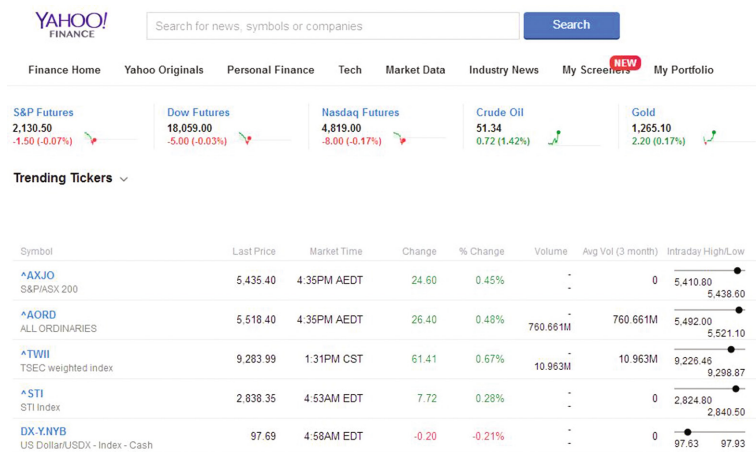 YAHOO!
FINANCE
Search for news, symbols or companies
Search
Finance Home Yahoo Originals Personal Finance Tech Market Data Industry News My Screeners NEW My Portfolio
S&P Futures Dow Futures Nasdaq Futures Crude Oil Gold
2,130.50 18,059.00 4,819.00 51.34 1,265.10
-1.50 (-0.07%) -5.00 (-0.03%) -8.00 (-0.17%) 0.72 (1.42%) 2.20 (0.17%)
Trending Tickers
Symbol Last Price Market Time Change % Change Volume Avg Vol (3 month) Intraday High/Low
^AXJO 5,435.40 4:35PM AEDT 24.60 0.45% - 0 5,410.80
S&P/ASX 200 - 5,438.60
^AORD 5,518.40 4:35PM AEDT 26.40 0.48% - 760.661M 5,492.00
ALL ORDINARIES 760.661M 5,521.10
^TWII 9,283.99 1:31PM CST 61.41 0.67% - 10.963M 9,226.46
TSEC weighted index 10.963M 9,298.87
^STI 2,838.35 4:53AM EDT 7.72 0.28% - 0 2,824.80
STI Index - 2,840.50
DX-Y.NYB 97.69 4:58AM EDT -0.20 -0.21% - 0
US Dollar/USDX - Index - Cash - 97.63 97.93